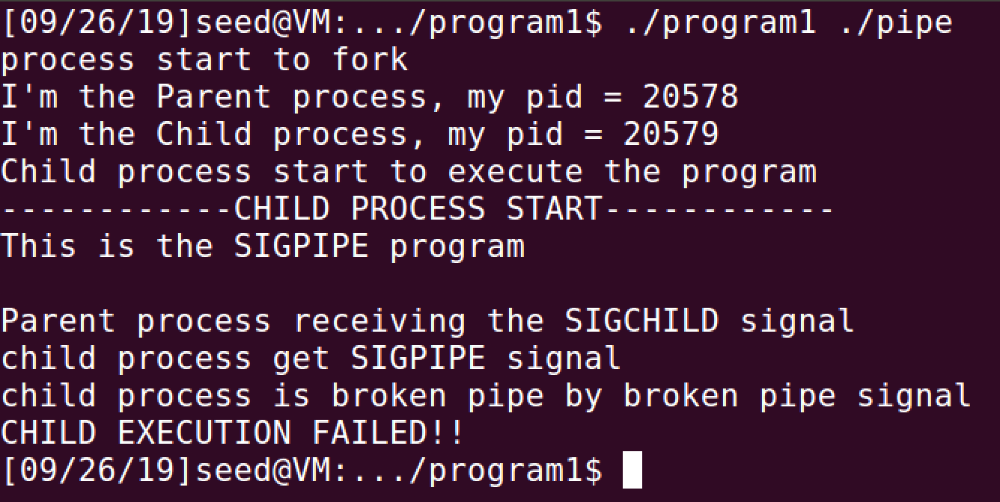 [09/26/19]seed@VM:.../program1$ ./program1 ./pipe
process start to fork
I'm the Parent process, my pid = 20578
I'm the Child process, my pid = 20579
Child process start to execute the program
------------CHILD PROCESS START------------
This is the SIGPIPE program
Parent process receiving the SIGCHILD signal
child process get SIGPIPE signal
child process is broken pipe by broken pipe signal
CHILD EXECUTION FAILED!!
[09/26/19]seed@VM:.../program1$